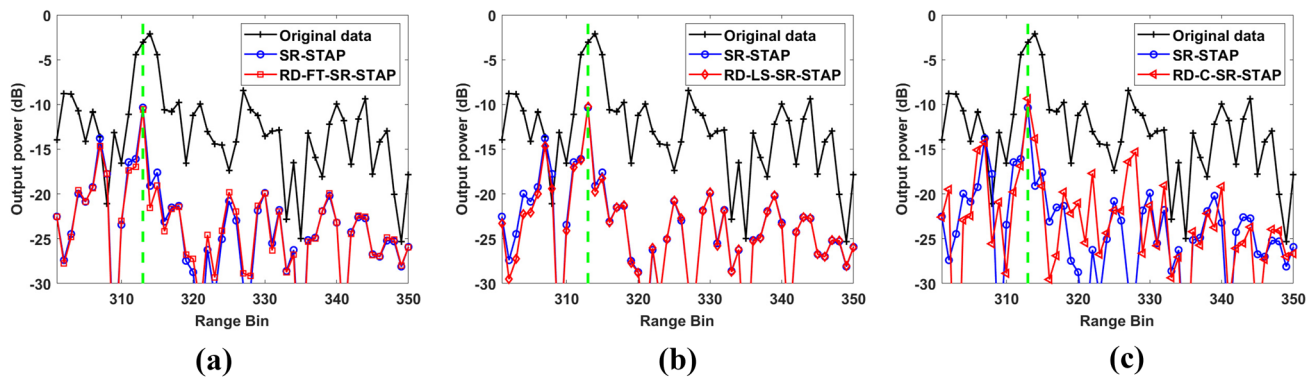 0
-5
-10
-15
-20
-25
-30
Output power (dB)
310
320
330
340
350
Range Bin
Original data
SR-STAP
RD-FT-SR-STAP
(a)
0
-5
-10
-15
-20
-25
-30
Output power (dB)
310
320
330
340
350
Range Bin
Original data
SR-STAP
RD-LS-SR-STAP
(b)
0
-5
-10
-15
-20
-25
-30
Output power (dB)
310
320
330
340
350
Range Bin
Original data
SR-STAP
RD-C-SR-STAP
(c)